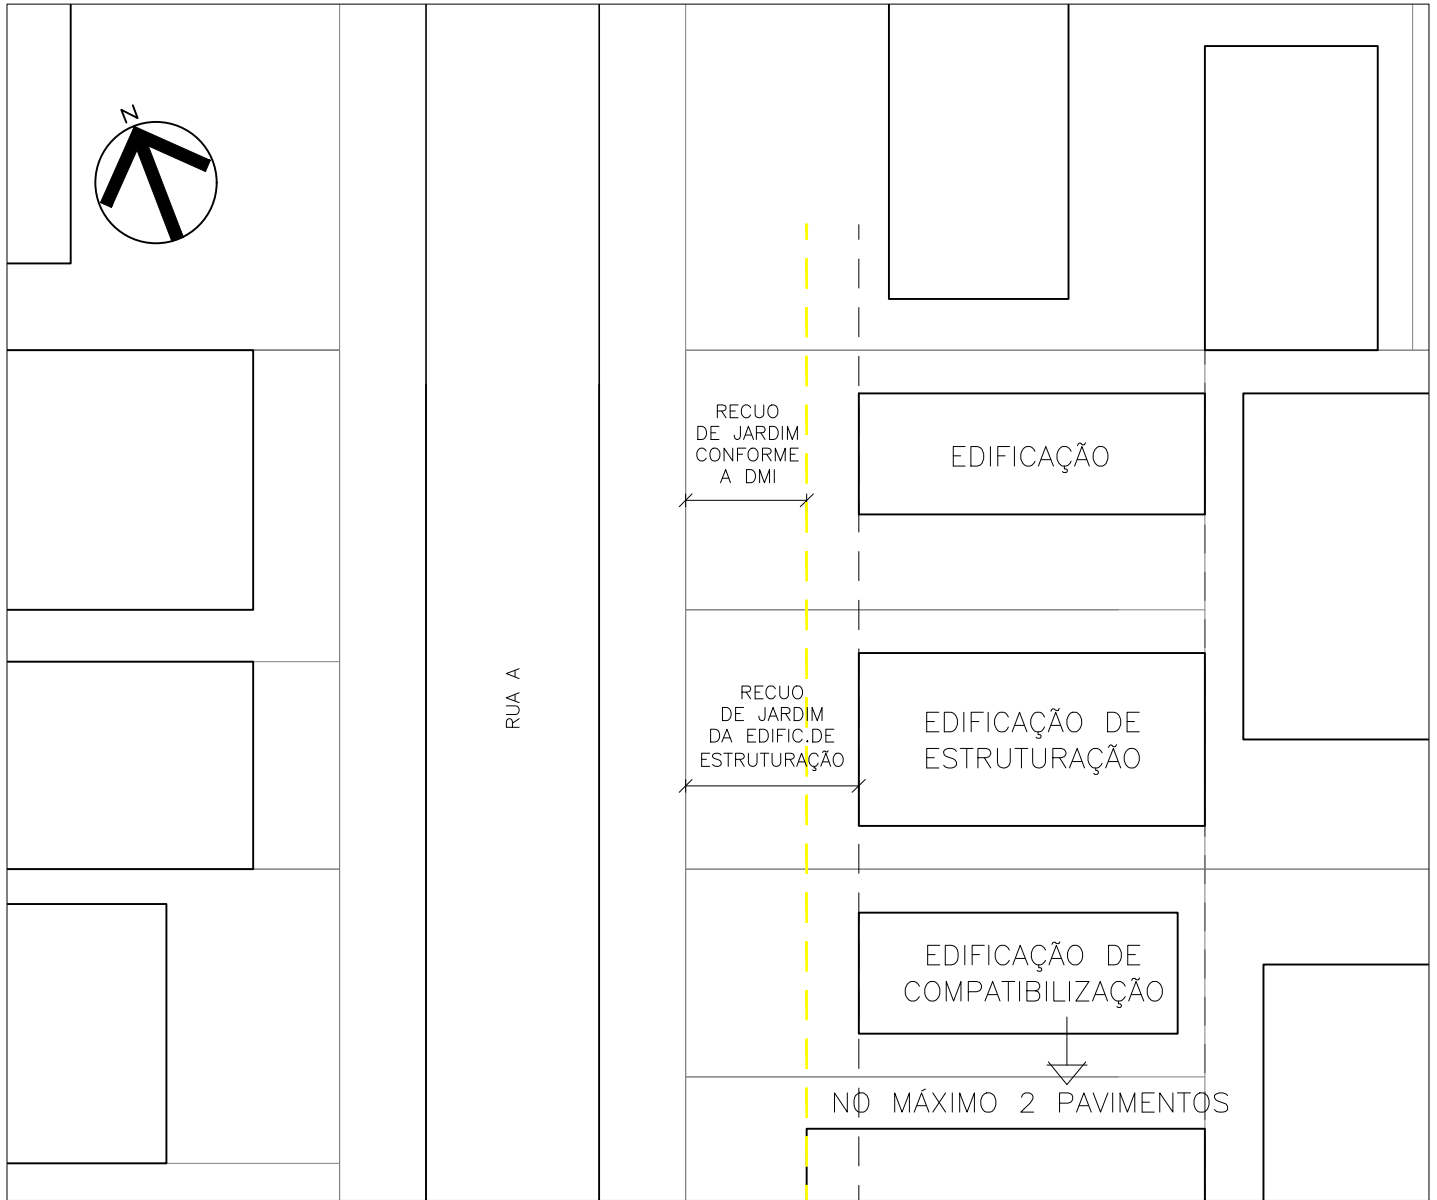 N
RECUO
DE JARDIM
CONFORME
A DMI
EDIFICAÇÃO
RUA A
RECUO
DE JARDIM
DA EDIFIC.DE
ESTRUTURAÇÃO
EDIFICAÇÃO DE
ESTRUTURAÇÃO
EDIFICAÇÃO DE
COMPATIBILIZAÇÃO
NO MÁXIMO 2 PAVIMENTOS